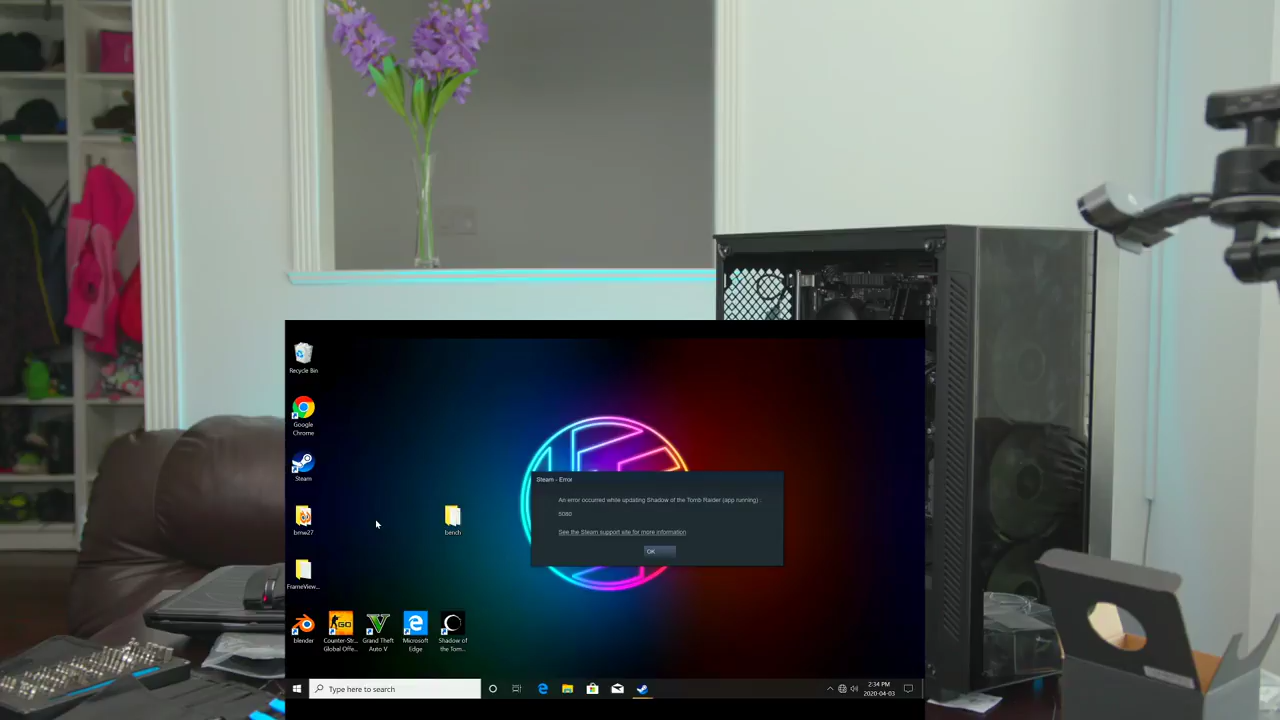 Recycle Bin
Google
Chrome
Steam
bmw27
bench
FrameView...
blender
Counter-Str...
Global Offe...
Grand Theft
Auto V
Microsoft
Edge
Shadow of
the Tom...
Steam - Error
An error occurred while updating Shadow of the Tomb Raider (app running) :
5080
See the Steam support site for more information
OK
Type here to search
2:34 PM
2020-04-03